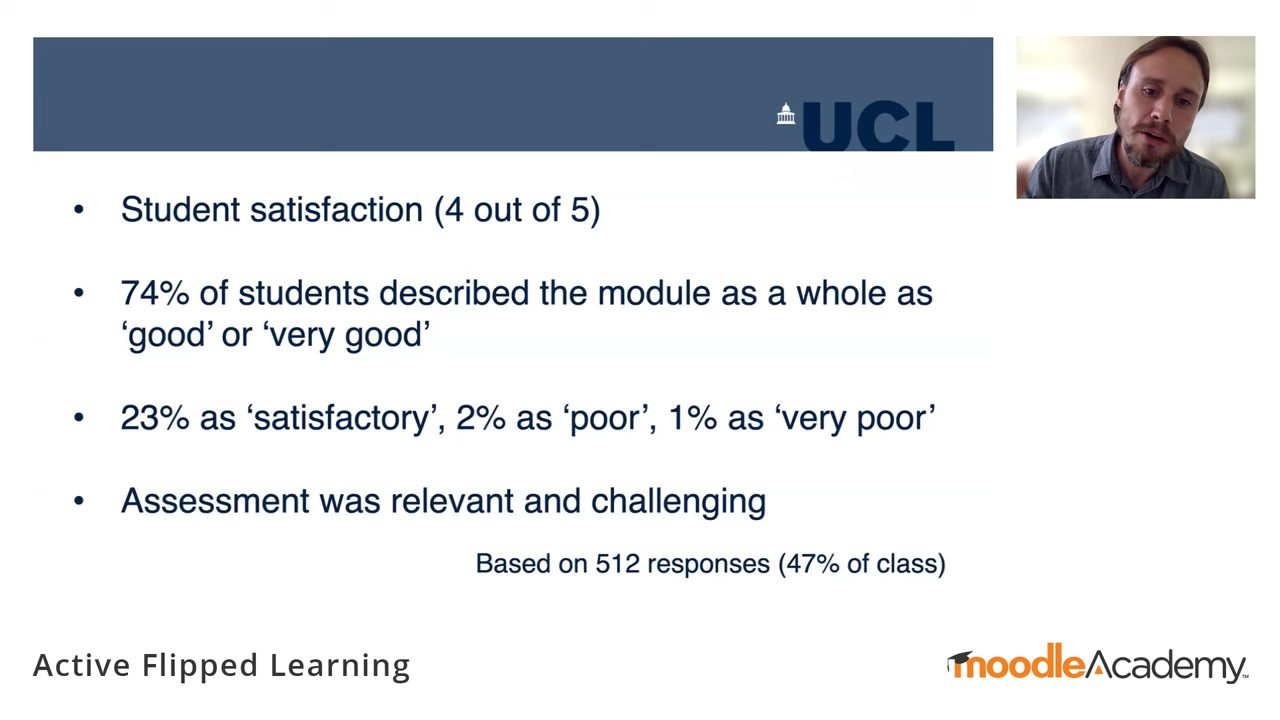 UCL
• Student satisfaction (4 out of 5)
• 74% of students described the module as a whole as
‘good’ or ‘very good’
• 23% as ‘satisfactory’, 2% as ‘poor’, 1% as ‘very poor’
• Assessment was relevant and challenging
Based on 512 responses (47% of class)
Active Flipped Learning
moodleAcademy™